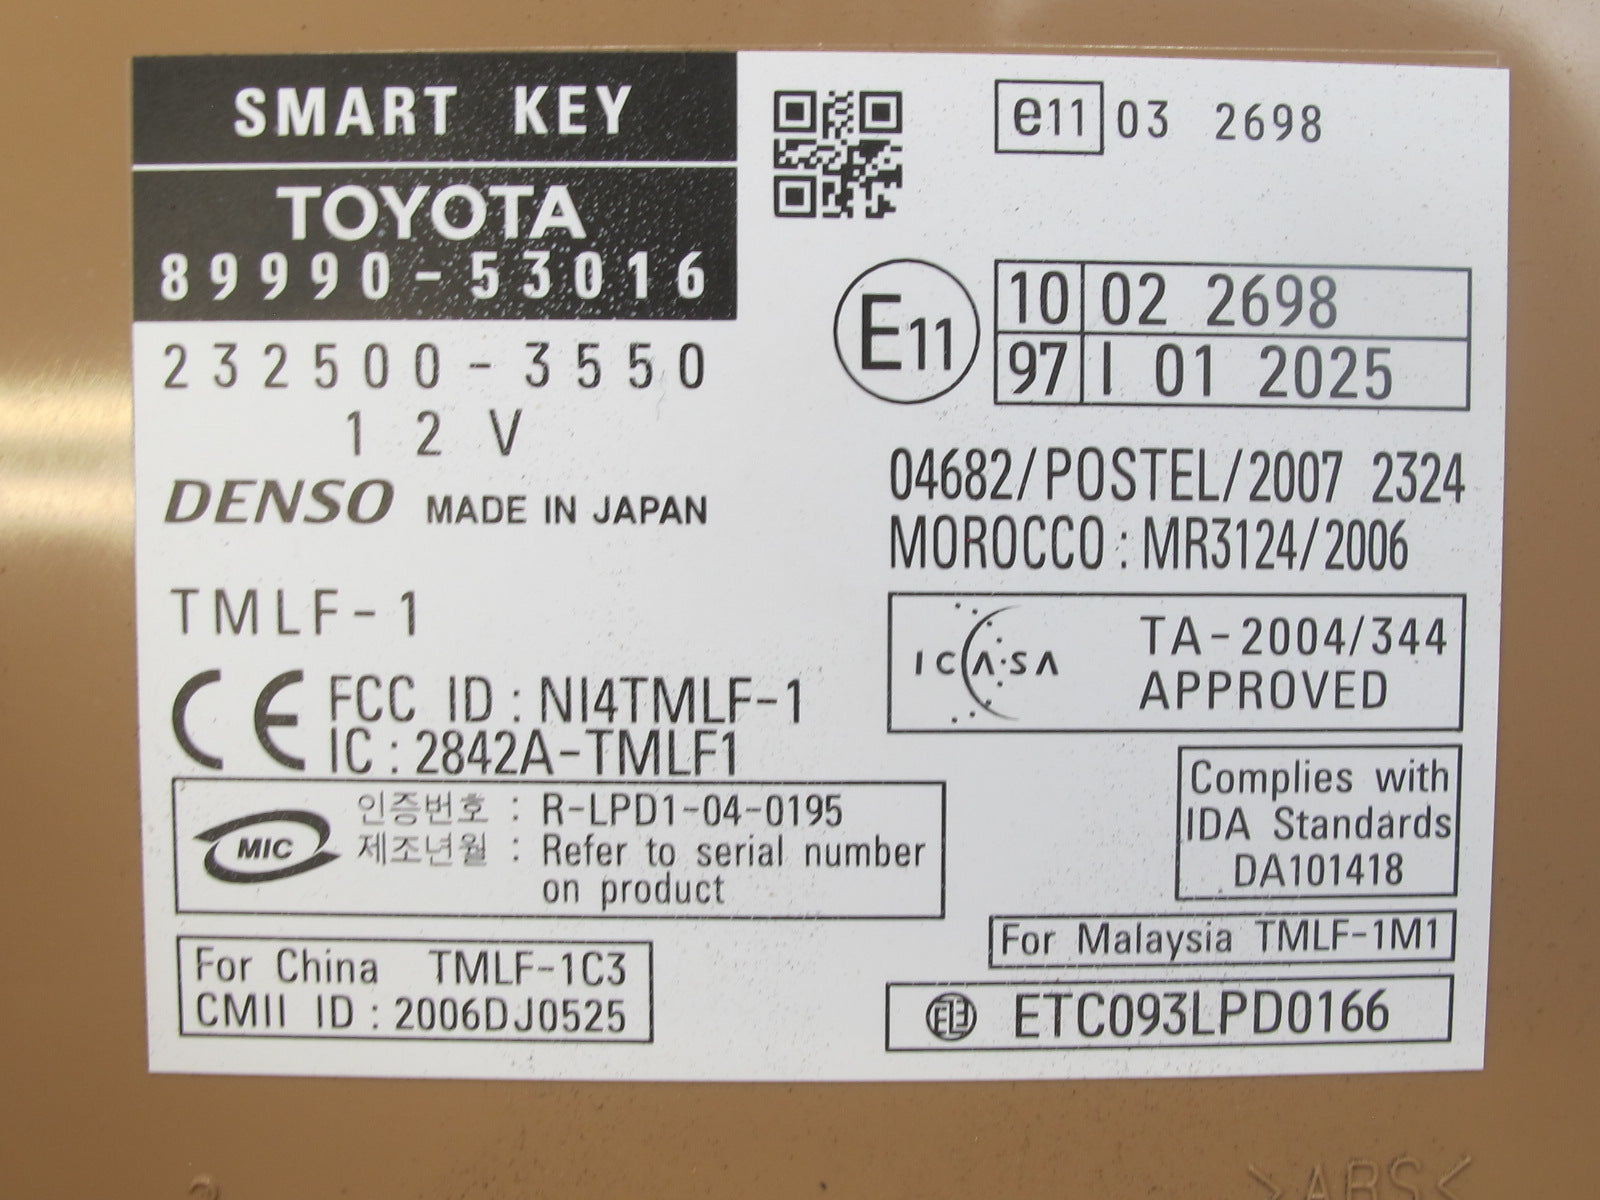 SMART KEY
TOYOTA
89990-53016
232500-3550
12V
DENSO MADE IN JAPAN
TMLF-1
CE FCC ID : NI4TMLF-1
IC : 2842A-TMLF1
MIC 인증번호 : R-LPD1-04-0195
제조년월 : Refer to serial number
on product
For China TMLF-1C3
CMII ID : 2006DJ0525
e11 03 2698
E11 10 02 2698
97 I 01 2025
04682/POSTEL/2007 2324
MOROCCO : MR3124/2006
ICASA TA-2004/344
APPROVED
Complies with
IDA Standards
DA101418
For Malaysia TMLF-1M1
ETC093LPD0166
>ABS<